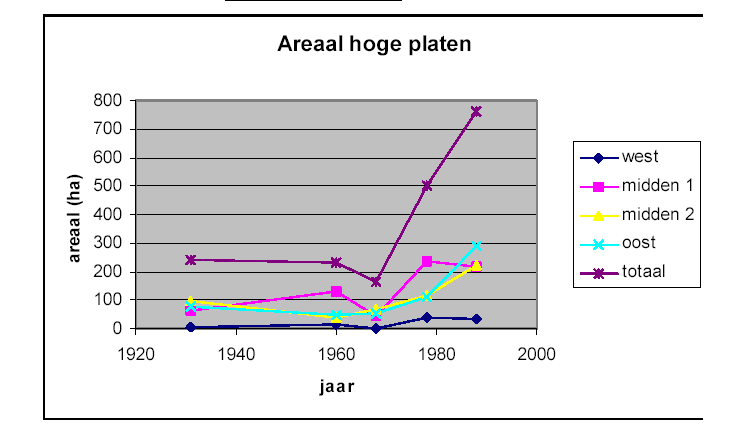 Areaal hoge platen
800
700
600
500
400
300
200
100
0
areaal (ha)
1920 1940 1960 1980 2000
jaar
west
midden 1
midden 2
oost
totaal